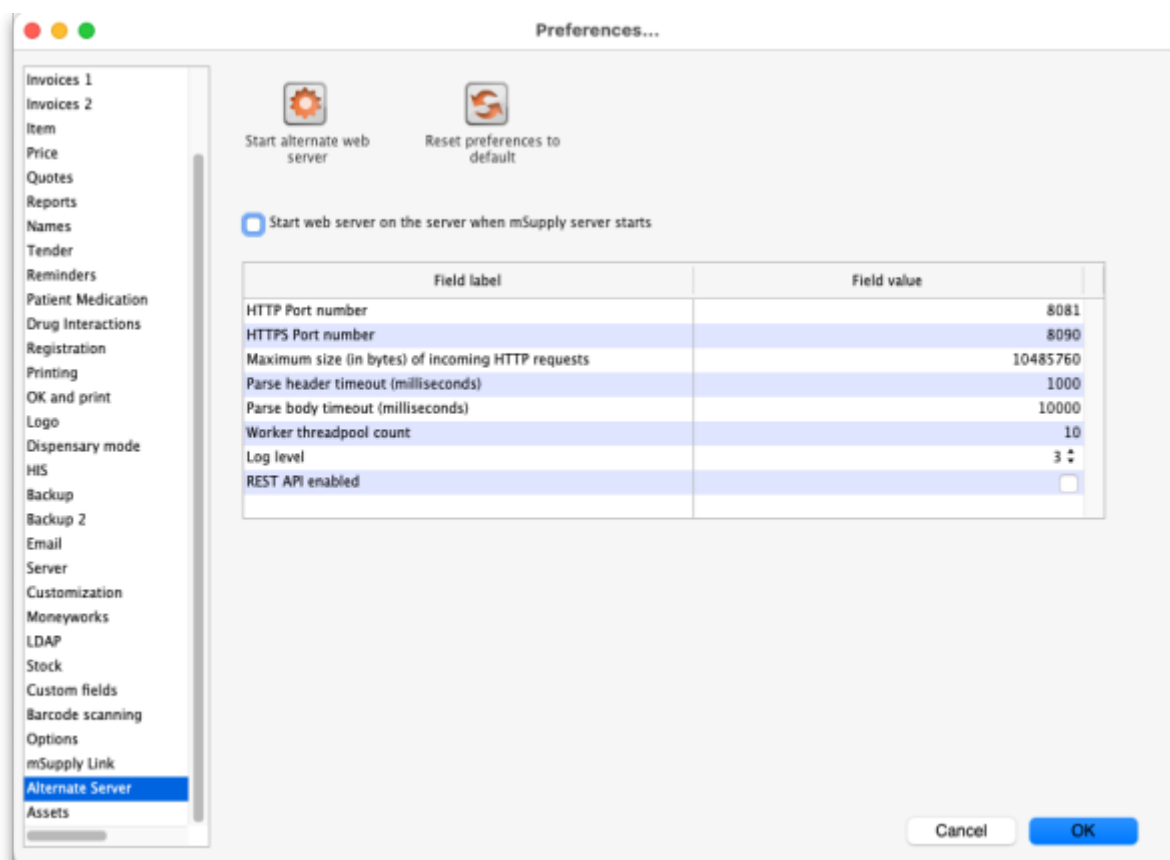 Preferences...
Invoices 1
Invoices 2
Item
Price
Quotes
Reports
Names
Tender
Reminders
Patient Medication
Drug Interactions
Registration
Printing
OK and print
Logo
Dispensary mode
HIS
Backup
Backup 2
Email
Server
Customization
Moneyworks
LDAP
Stock
Custom fields
Barcode scanning
Options
mSupply Link
Alternate Server
Assets
Start alternate web
server
Reset preferences to
default
Start web server on the server when mSupply server starts
Field label Field value
HTTP Port number 8081
HTTPS Port number 8090
Maximum size (in bytes) of incoming HTTP requests 10485760
Parse header timeout (milliseconds) 1000
Parse body timeout (milliseconds) 10000
Worker threadpool count 10
Log level 3
REST API enabled
Cancel OK